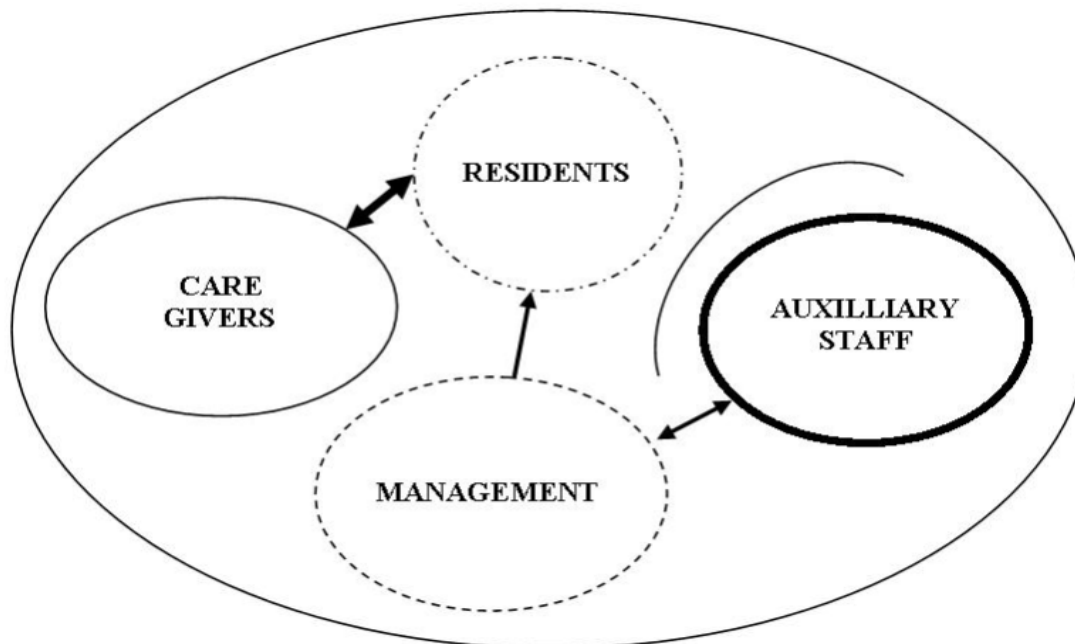 RESIDENTS
CARE
GIVERS
AUXILLIARY
STAFF
MANAGEMENT